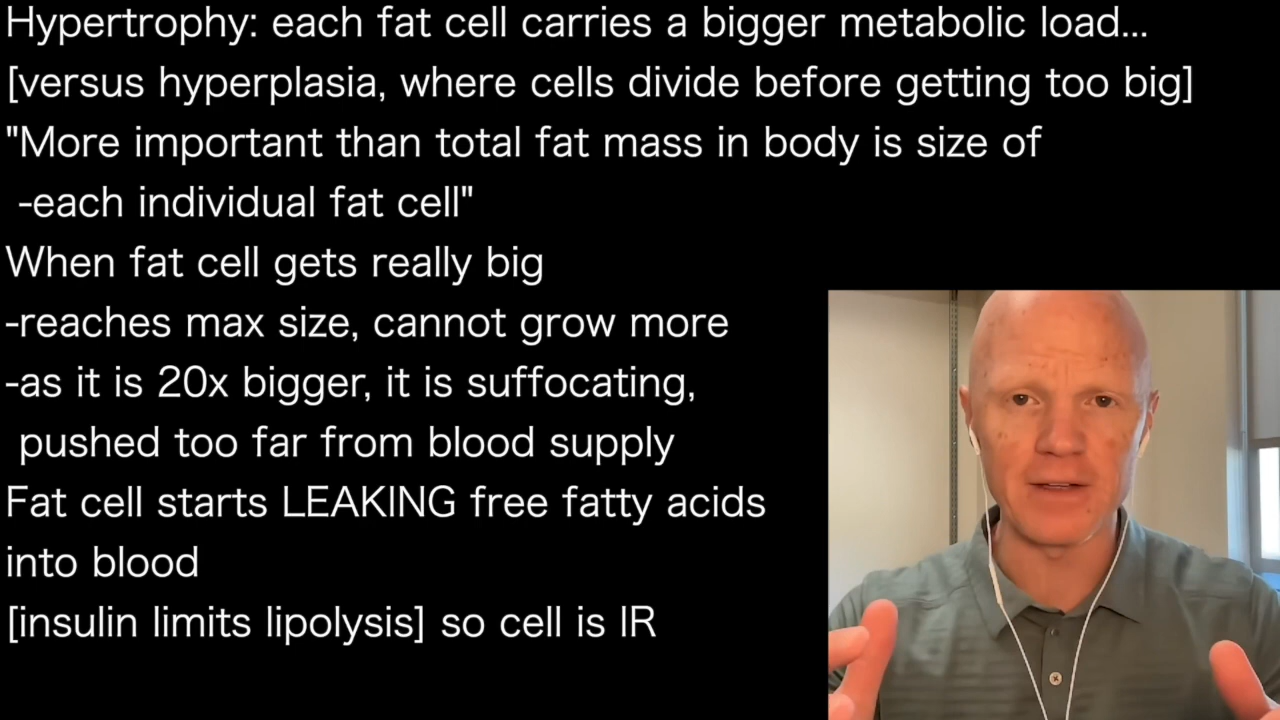 Hypertrophy: each fat cell carries a bigger metabolic load...
[versus hyperplasia, where cells divide before getting too big]
"More important than total fat mass in body is size of
-each individual fat cell"
When fat cell gets really big
-reaches max size, cannot grow more
-as it is 20x bigger, it is suffocating,
pushed too far from blood supply
Fat cell starts LEAKING free fatty acids
into blood
[insulin limits lipolysis] so cell is IR